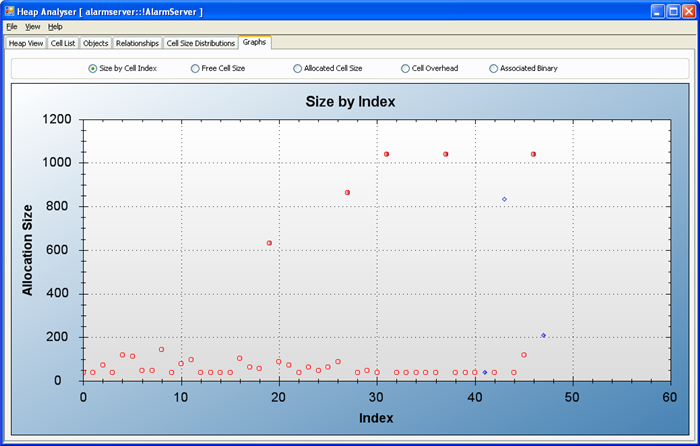 Heap Analyser [ alarmserver::!AlarmServer ]
File View Help
Heap View Cell List Objects Relationships Cell Size Distributions Graphs
Size by Cell Index Free Cell Size Allocated Cell Size Cell Overhead Associated Binary
Size by Index
1200
1000
800
600
400
200
0
Allocation Size
0 10 20 30 40 50 60
Index